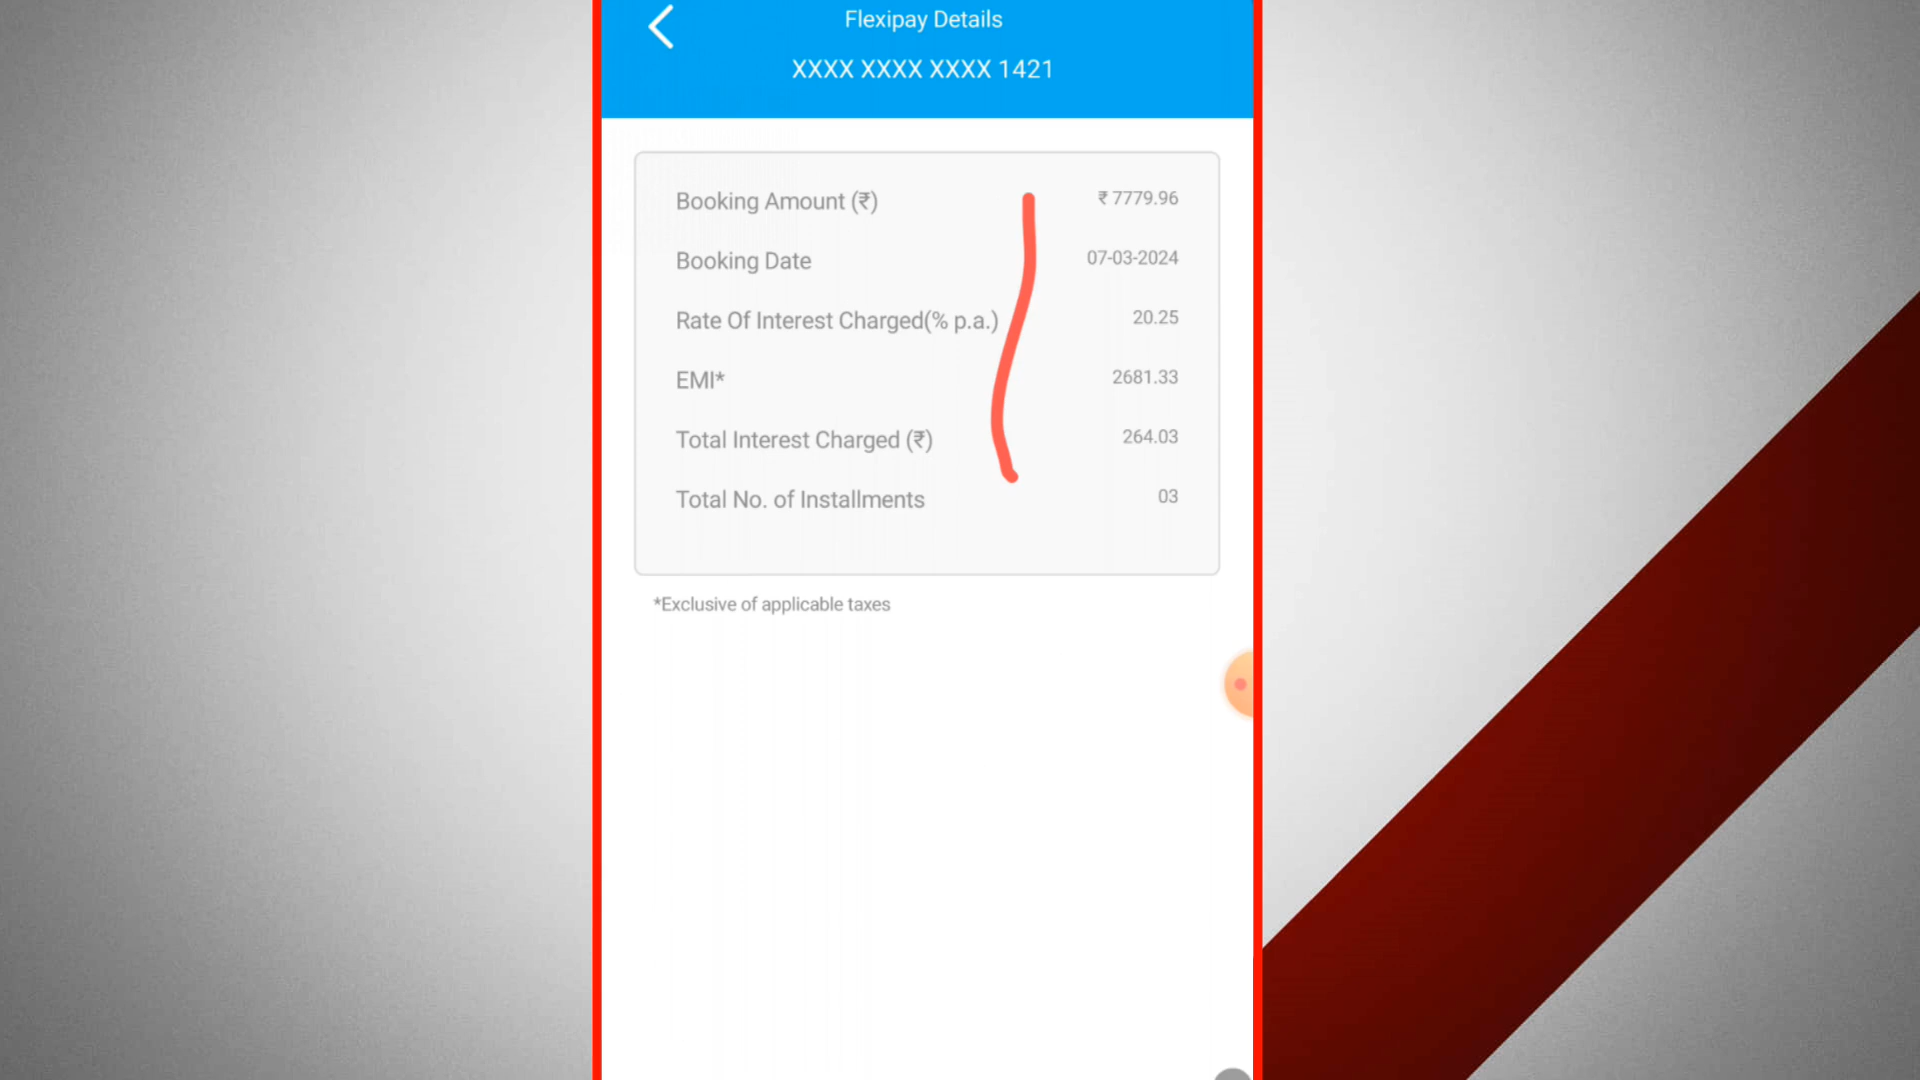 Flexipay Details
XXXX XXXX XXXX 1421
Booking Amount (₹) ₹ 7779.96
Booking Date 07-03-2024
Rate Of Interest Charged(% p.a.) 20.25
EMI* 2681.33
Total Interest Charged (₹) 264.03
Total No. of Installments 03
*Exclusive of applicable taxes